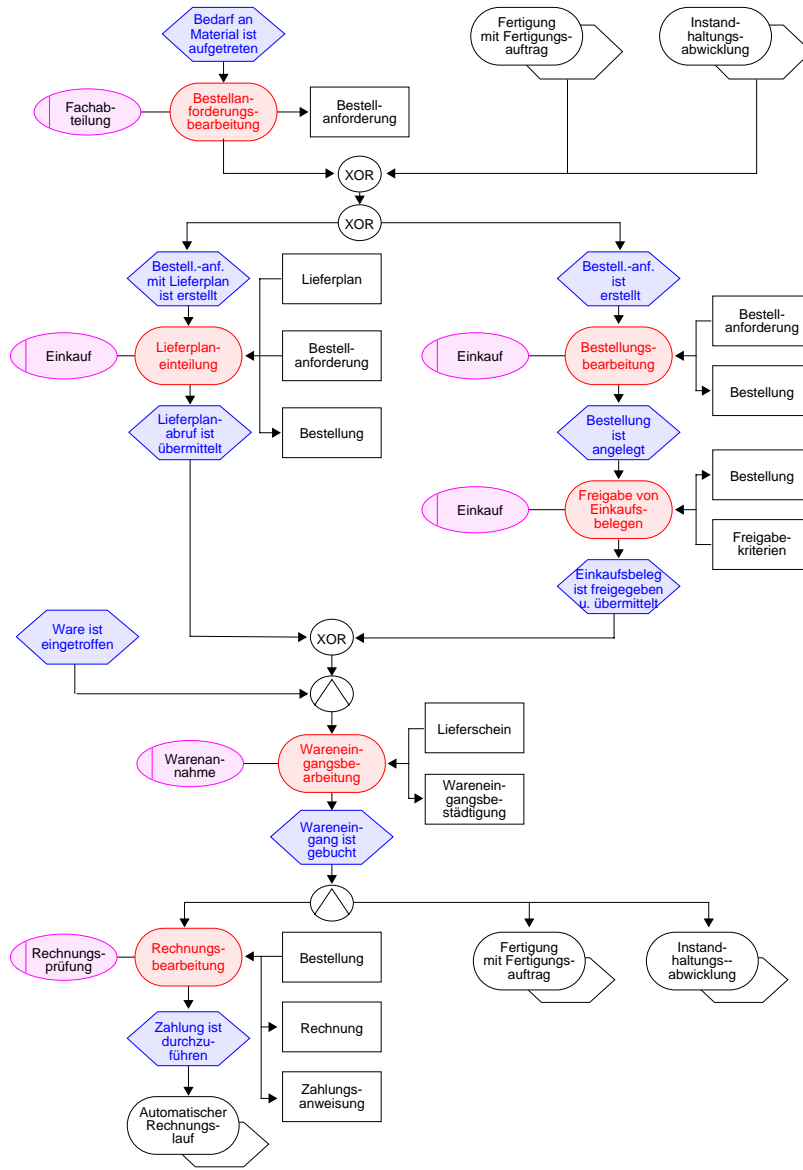 Bedarf an
Material ist
aufgetreten
Fertigung
mit Fertigungs-
auftrag
Instand-
haltungs-
abwicklung
Fachab-
teilung
Bestellan-
forderungs-
bearbeitung
Bestell-
anforderung
XOR
XOR
Bestell.-anf.
mit Lieferplan
ist erstellt
Lieferplan
Bestell.-anf.
ist
erstellt
Einkauf
Lieferplan-
einteilung
Bestell-
anforderung
Einkauf
Bestellungs-
bearbeitung
Bestell-
anforderung
Bestellung
Lieferplan-
abruf ist
übermittelt
Bestellung
Bestellung
ist
angelegt
Einkauf
Freigabe von
Einkaufs-
belegen
Bestellung
Freigabe-
kriterien
Einkaufsbeleg
ist freigegeben
u. übermittelt
Ware ist
eingetroffen
XOR
Warenan-
nahme
Warenein-
gangsbe-
arbeitung
Lieferschein
Warenein-
gangsbe-
städtigung
Warenein-
gang ist
gebucht
Rechnungs-
prüfung
Rechnungs-
bearbeitung
Bestellung
Fertigung
mit Fertigungs-
auftrag
Instand-
haltungs--
abwicklung
Rechnung
Zahlung ist
durchzu-
führen
Zahlungs-
anweisung
Automatischer
Rechnungs-
lauf